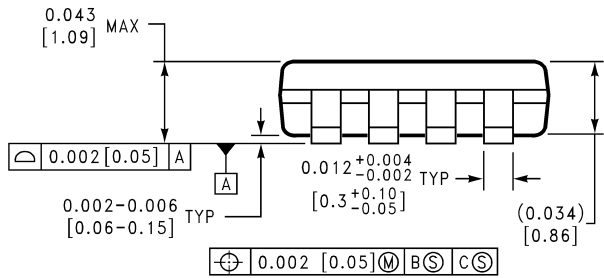 0.043 MAX
[1.09]
⌓ 0.002[0.05] A
A
0.002-0.006 TYP
[0.06-0.15]
0.012 +0.004 -0.002 TYP
[0.3 +0.10 -0.05]
(0.034)
[0.86]
⌖ 0.002 [0.05]Ⓜ BⓈ CⓈ